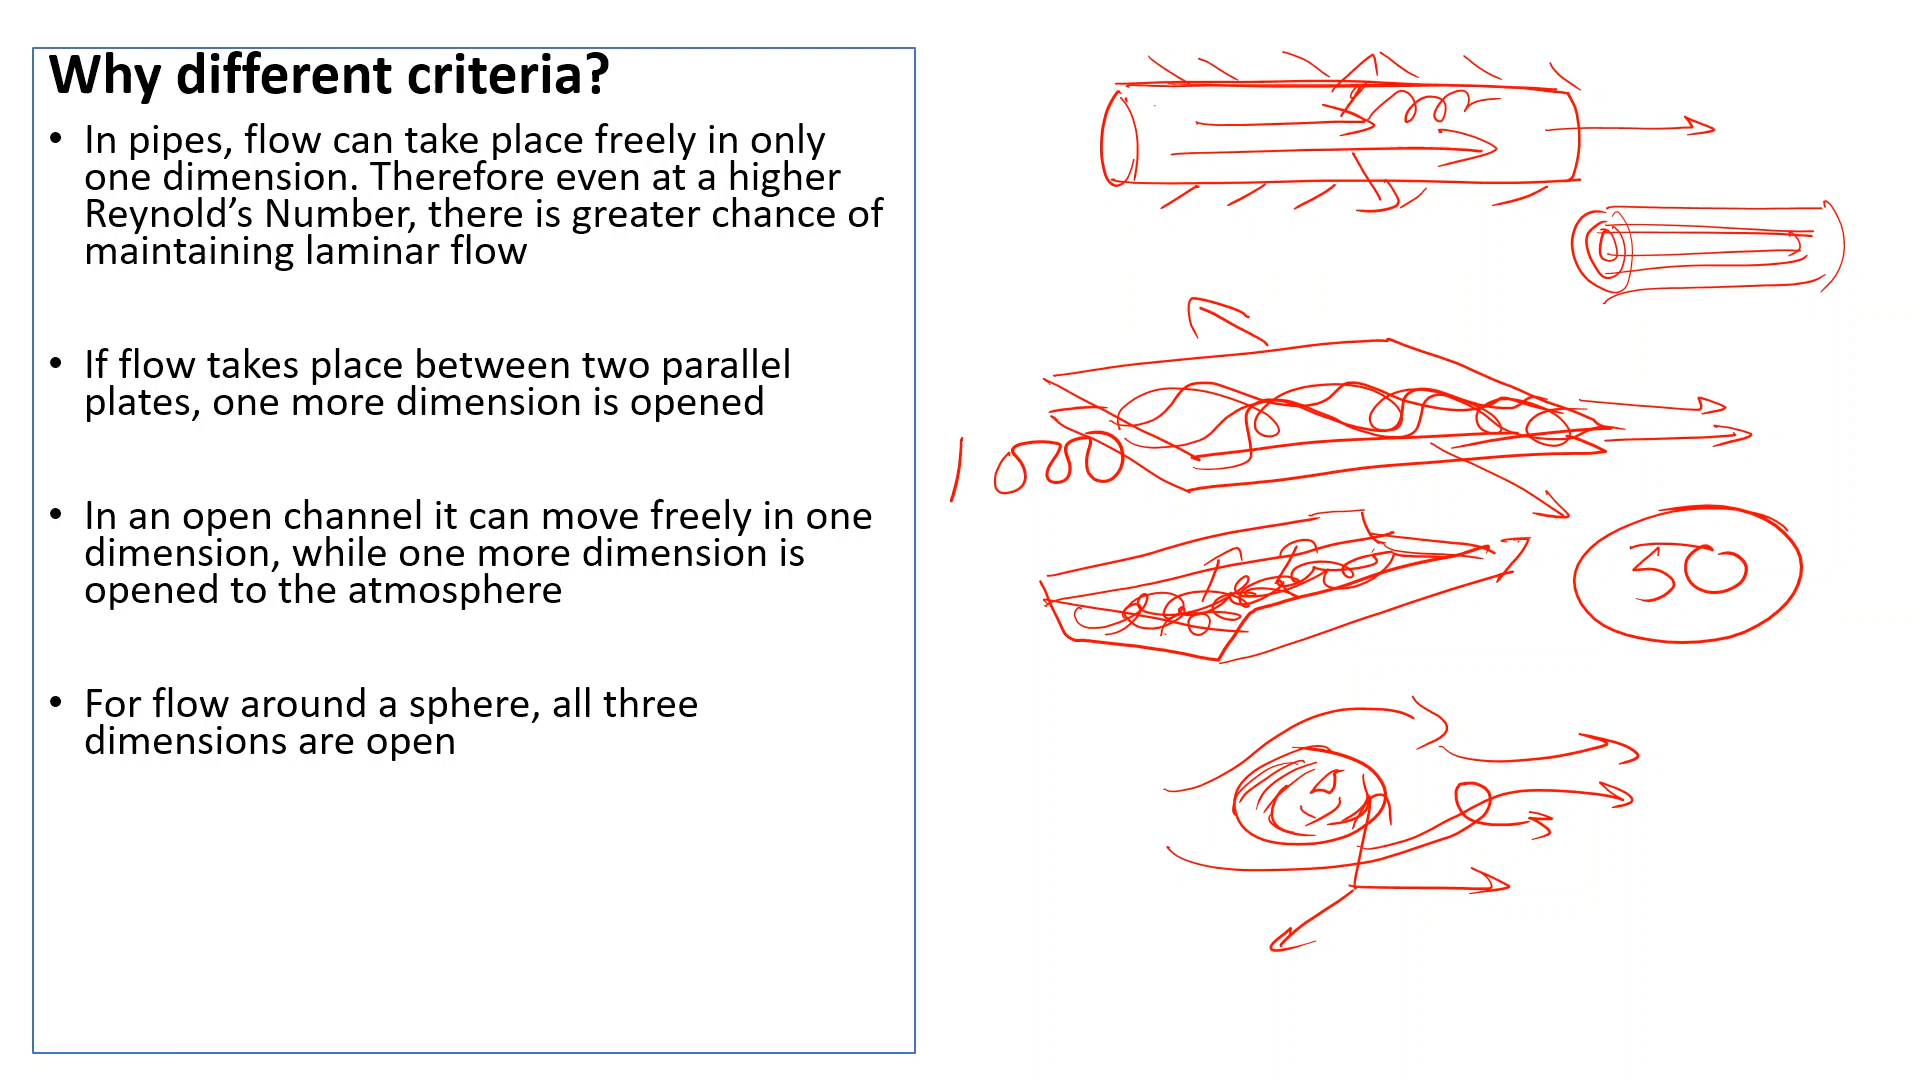 Why different criteria?
• In pipes, flow can take place freely in only
one dimension. Therefore even at a higher
Reynold’s Number, there is greater chance of
maintaining laminar flow
• If flow takes place between two parallel
plates, one more dimension is opened
1000
• In an open channel it can move freely in one
dimension, while one more dimension is
opened to the atmosphere
50
• For flow around a sphere, all three
dimensions are open